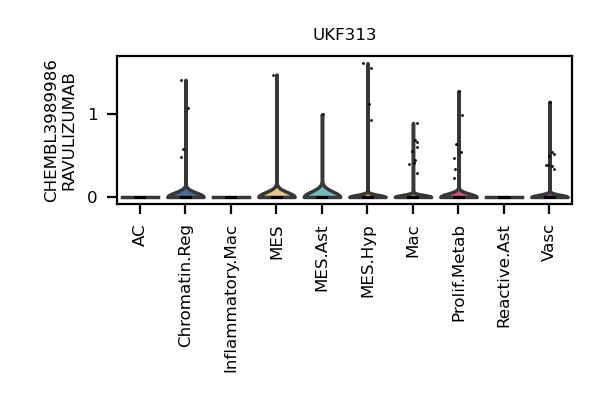 UKF313
CHEMBL3989986
RAVULIZUMAB
1
0
AC
Chromatin.Reg
Inflammatory.Mac
MES
MES.Ast
MES.Hyp
Mac
Prolif.Metab
Reactive.Ast
Vasc